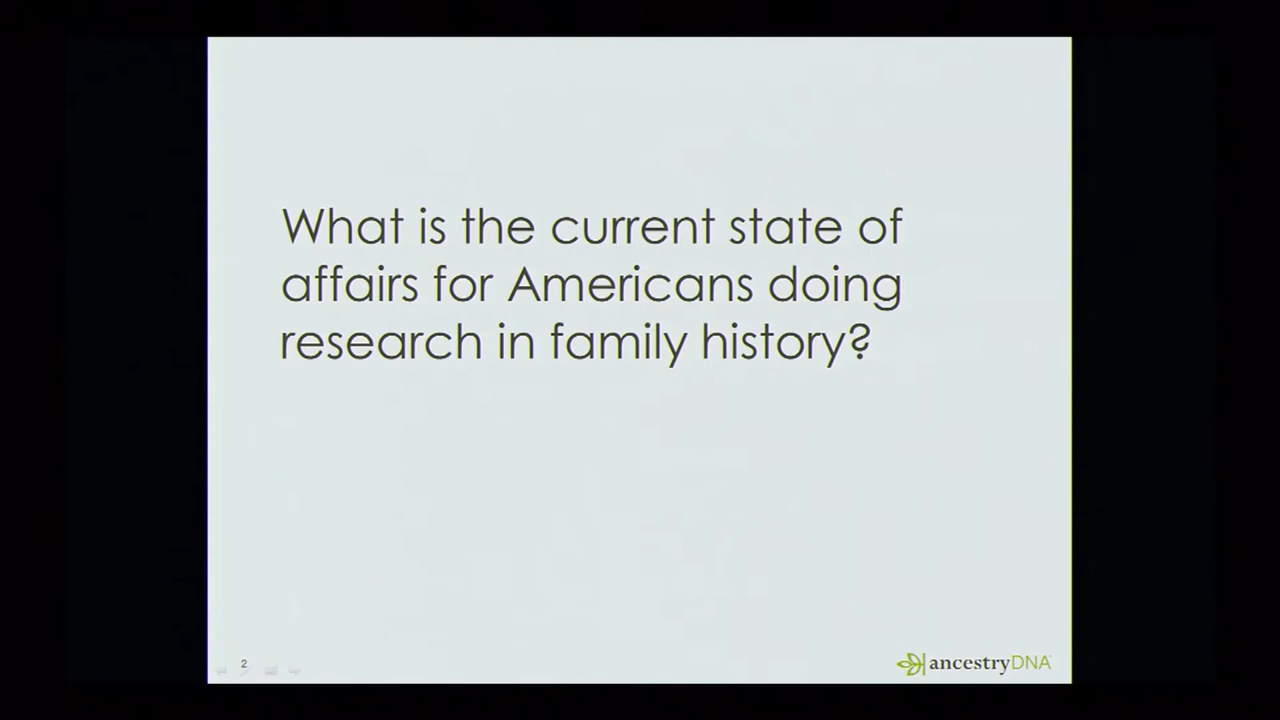 What is the current state of
affairs for Americans doing
research in family history?
2
ancestryDNA